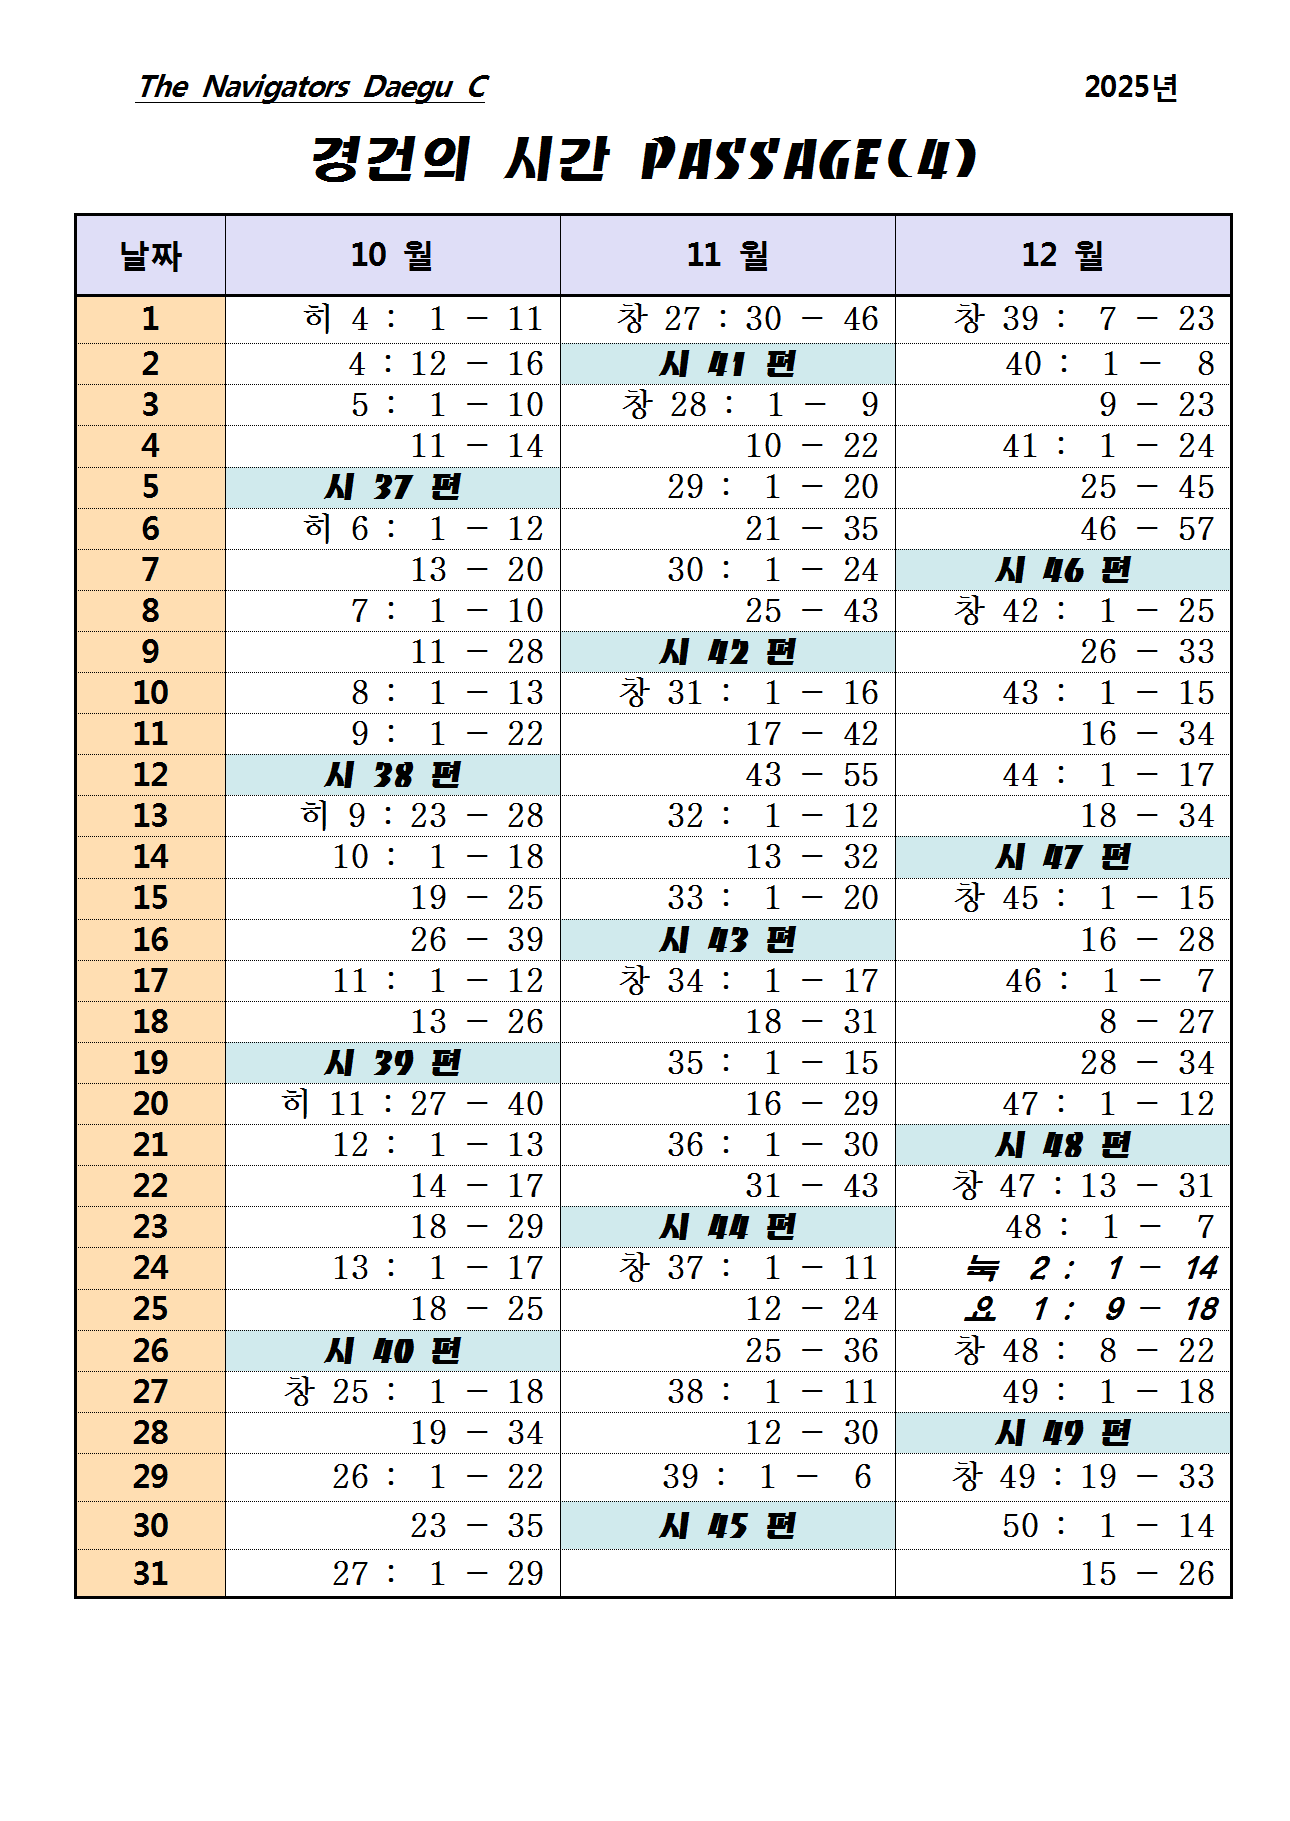 The Navigators Daegu C 2025년
경건의 시간 PASSAGE(4)
날짜 10 월 11 월 12 월
1 히 4 : 1 - 11 창 27 : 30 - 46 창 39 : 7 - 23
2 4 : 12 - 16 시 41 편 40 : 1 - 8
3 5 : 1 - 10 창 28 : 1 - 9 9 - 23
4 11 - 14 10 - 22 41 : 1 - 24
5 시 37 편 29 : 1 - 20 25 - 45
6 히 6 : 1 - 12 21 - 35 46 - 57
7 13 - 20 30 : 1 - 24 시 46 편
8 7 : 1 - 10 25 - 43 창 42 : 1 - 25
9 11 - 28 시 42 편 26 - 33
10 8 : 1 - 13 창 31 : 1 - 16 43 : 1 - 15
11 9 : 1 - 22 17 - 42 16 - 34
12 시 38 편 43 - 55 44 : 1 - 17
13 히 9 : 23 - 28 32 : 1 - 12 18 - 34
14 10 : 1 - 18 13 - 32 시 47 편
15 19 - 25 33 : 1 - 20 창 45 : 1 - 15
16 26 - 39 시 43 편 16 - 28
17 11 : 1 - 12 창 34 : 1 - 17 46 : 1 - 7
18 13 - 26 18 - 31 8 - 27
19 시 39 편 35 : 1 - 15 28 - 34
20 히 11 : 27 - 40 16 - 29 47 : 1 - 12
21 12 : 1 - 13 36 : 1 - 30 시 48 편
22 14 - 17 31 - 43 창 47 : 13 - 31
23 18 - 29 시 44 편 48 : 1 - 7
24 13 : 1 - 17 창 37 : 1 - 11 눅 2 : 1 - 14
25 18 - 25 12 - 24 요 1 : 9 - 18
26 시 40 편 25 - 36 창 48 : 8 - 22
27 창 25 : 1 - 18 38 : 1 - 11 49 : 1 - 18
28 19 - 34 12 - 30 시 49 편
29 26 : 1 - 22 39 : 1 - 6 창 49 : 19 - 33
30 23 - 35 시 45 편 50 : 1 - 14
31 27 : 1 - 29 15 - 26